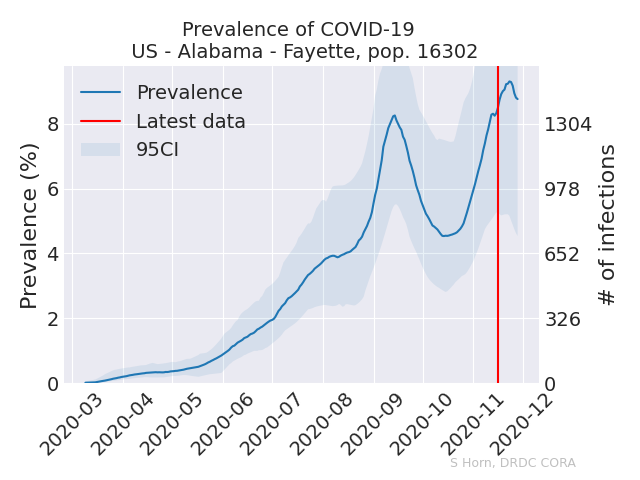 Prevalence of COVID-19
US - Alabama - Fayette, pop. 16302
Prevalence
Latest data
95CI
Prevalence (%)
8
6
4
2
0
1304
978
652
326
0
# of infections
2020-03
2020-04
2020-05
2020-06
2020-07
2020-08
2020-09
2020-10
2020-11
2020-12
S Horn, DRDC CORA